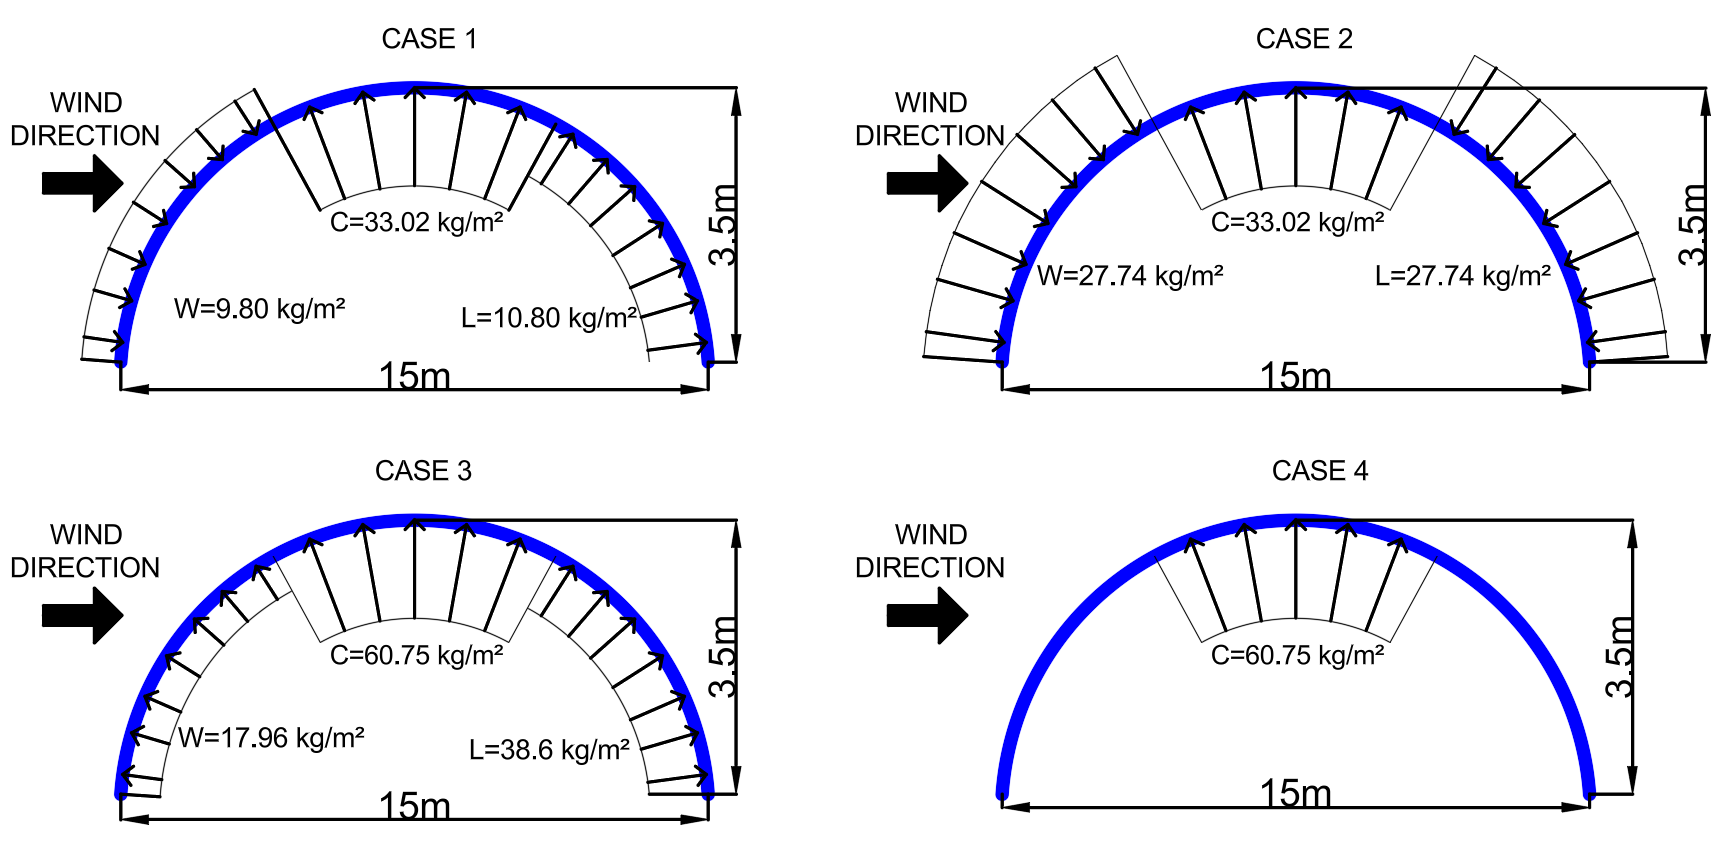 CASE 1
WIND
DIRECTION
C=33.02 kg/m²
W=9.80 kg/m²
L=10.80 kg/m²
3.5m
15m
CASE 2
WIND
DIRECTION
C=33.02 kg/m²
W=27.74 kg/m²
L=27.74 kg/m²
3.5m
15m
CASE 3
WIND
DIRECTION
C=60.75 kg/m²
W=17.96 kg/m²
L=38.6 kg/m²
3.5m
15m
CASE 4
WIND
DIRECTION
C=60.75 kg/m²
3.5m
15m